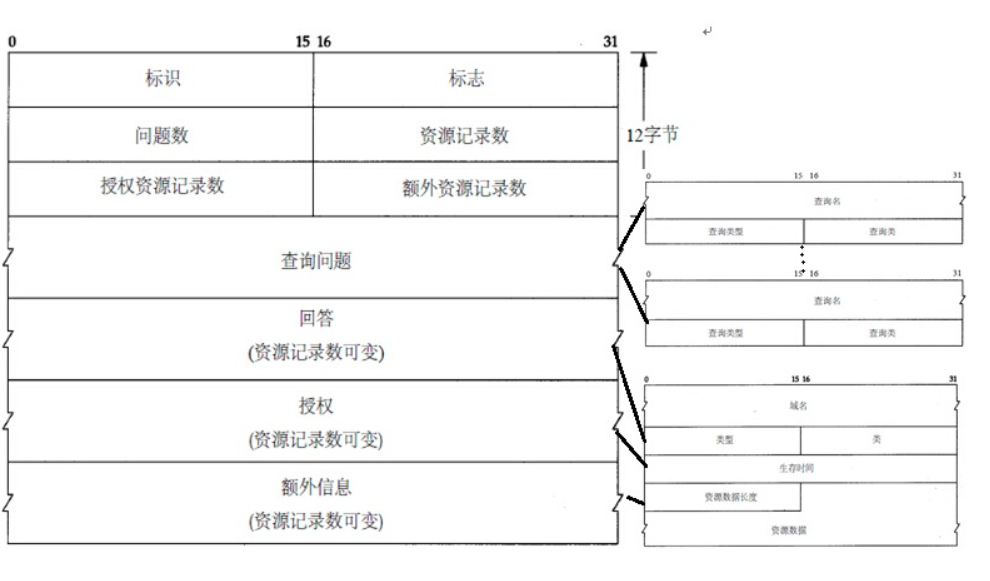 0 15 16 31
标识 标志
问题数 资源记录数
授权资源记录数 额外资源记录数
12字节
查询问题
回答
(资源记录数可变)
授权
(资源记录数可变)
额外信息
(资源记录数可变)
0 15 16 31
查询名
查询类型 查询类
0 15 16 31
查询名
查询类型 查询类
0 15 16 31
域名
类型 类
生存时间
资源数据长度
资源数据